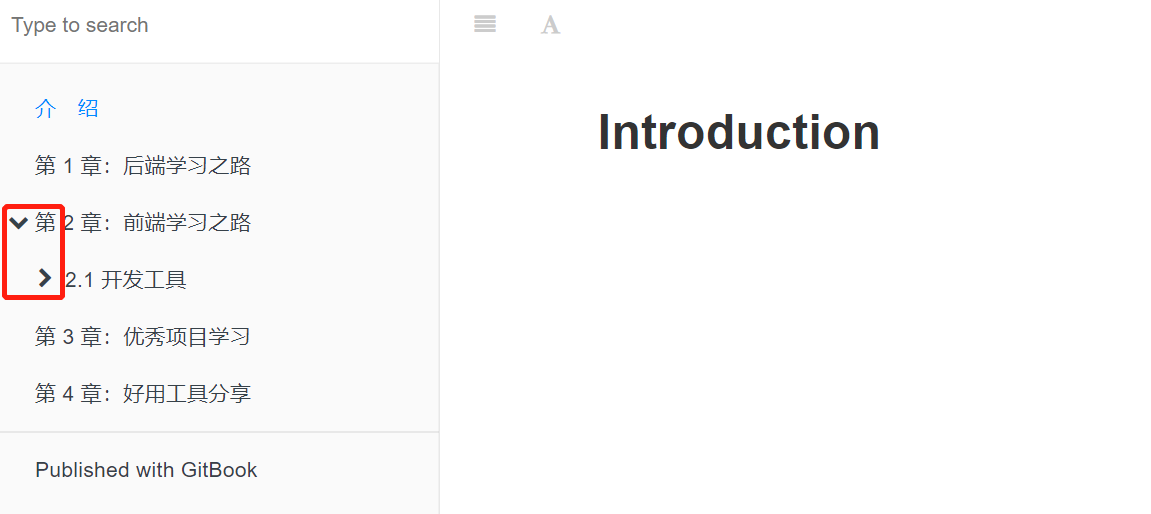 Type to search
介 绍
第 1 章：后端学习之路
第 2 章：前端学习之路
2.1 开发工具
第 3 章：优秀项目学习
第 4 章：好用工具分享
Published with GitBook
A
Introduction